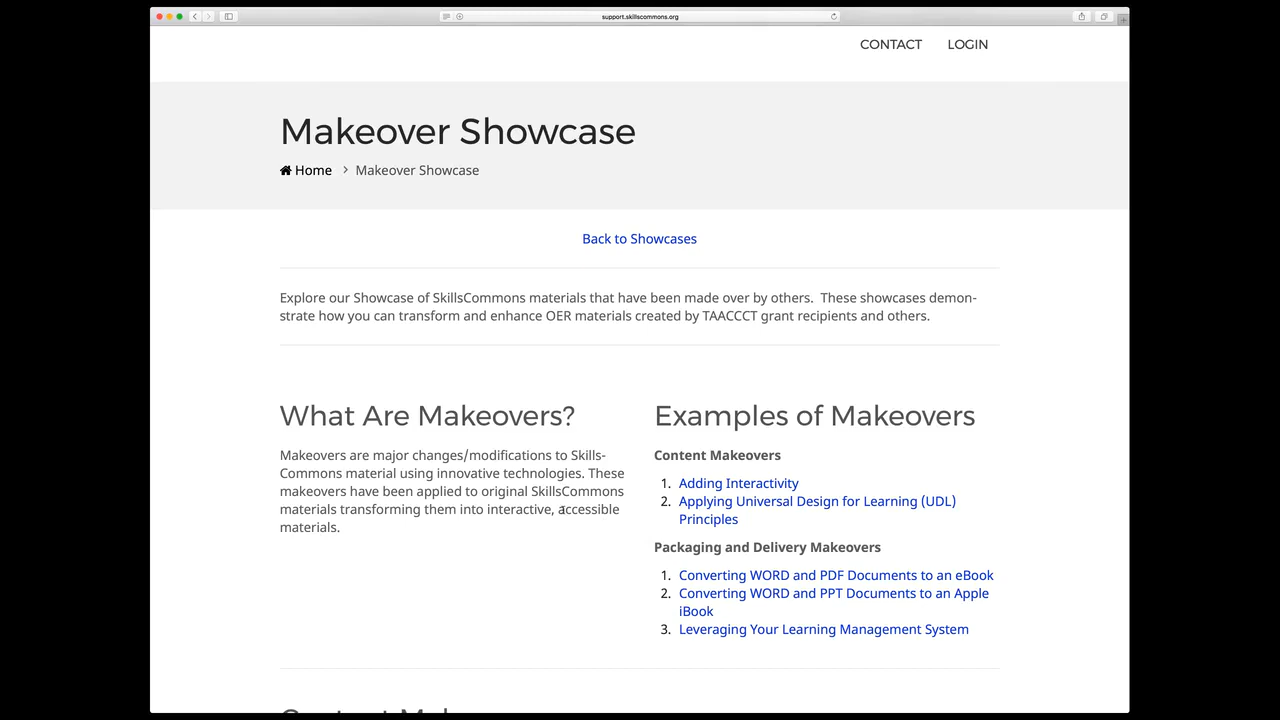 support.skillscommons.org
CONTACT LOGIN
Makeover Showcase
Home > Makeover Showcase
Back to Showcases
Explore our Showcase of SkillsCommons materials that have been made over by others.  These showcases demon-
strate how you can transform and enhance OER materials created by TAACCCT grant recipients and others.
What Are Makeovers?
Makeovers are major changes/modifications to Skills-
Commons material using innovative technologies. These
makeovers have been applied to original SkillsCommons
materials transforming them into interactive, accessible
materials.
Examples of Makeovers
Content Makeovers
1. Adding Interactivity
2. Applying Universal Design for Learning (UDL)
Principles
Packaging and Delivery Makeovers
1. Converting WORD and PDF Documents to an eBook
2. Converting WORD and PPT Documents to an Apple
iBook
3. Leveraging Your Learning Management System